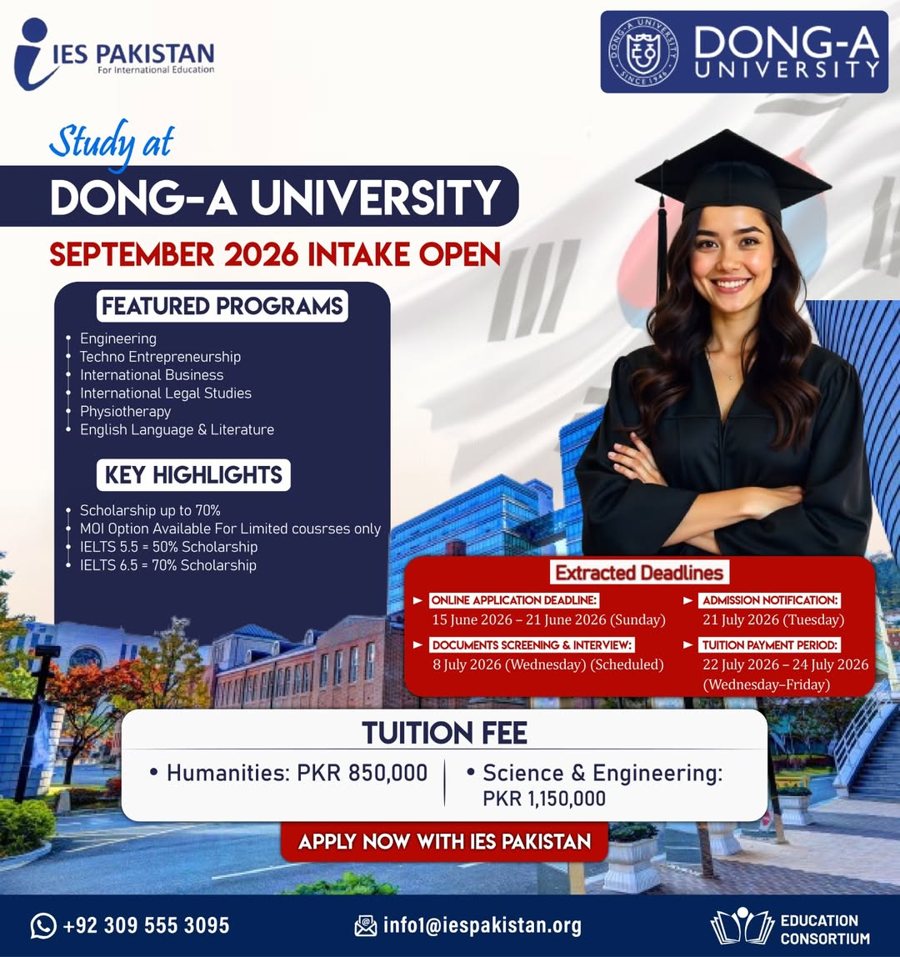 IES PAKISTAN
For International Education
DONG-A UNIVERSITY
SINCE 1946
DONG-A
UNIVERSITY
Study at
DONG-A UNIVERSITY
SEPTEMBER 2026 INTAKE OPEN
FEATURED PROGRAMS
• Engineering
• Techno Entrepreneurship
• International Business
• International Legal Studies
• Physiotherapy
• English Language & Literature
KEY HIGHLIGHTS
• Scholarship up to 70%
• MOI Option Available For Limited cousrses only
• IELTS 5.5 = 50% Scholarship
• IELTS 6.5 = 70% Scholarship
Extracted Deadlines
ONLINE APPLICATION DEADLINE:
15 June 2026 – 21 June 2026 (Sunday)
DOCUMENTS SCREENING & INTERVIEW:
8 July 2026 (Wednesday) (Scheduled)
ADMISSION NOTIFICATION:
21 July 2026 (Tuesday)
TUITION PAYMENT PERIOD:
22 July 2026 – 24 July 2026
(Wednesday–Friday)
TUITION FEE
• Humanities: PKR 850,000
• Science & Engineering:
PKR 1,150,000
APPLY NOW WITH IES PAKISTAN
+92 309 555 3095
info1@iespakistan.org
EDUCATION
CONSORTIUM